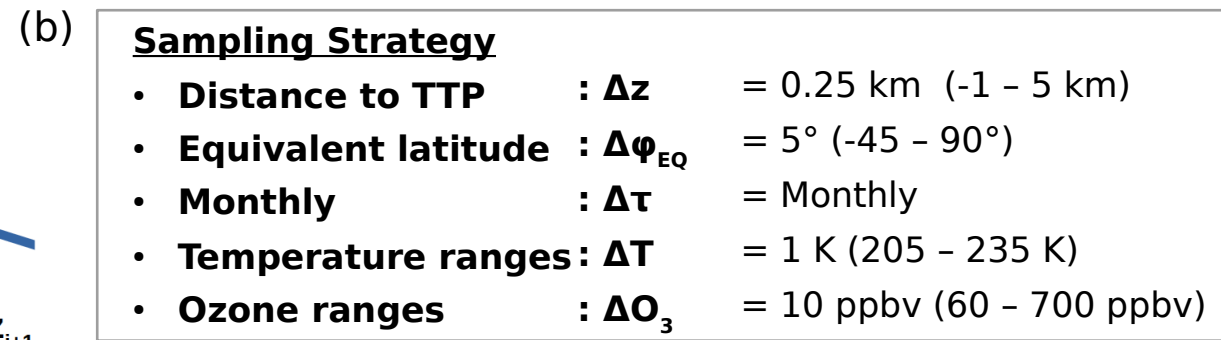 (b)
Sampling Strategy
• Distance to TTP : Δz = 0.25 km (-1 – 5 km)
• Equivalent latitude : Δφ_EQ = 5° (-45 – 90°)
• Monthly : Δτ = Monthly
• Temperature ranges : ΔT = 1 K (205 – 235 K)
• Ozone ranges : ΔO₃ = 10 ppbv (60 – 700 ppbv)